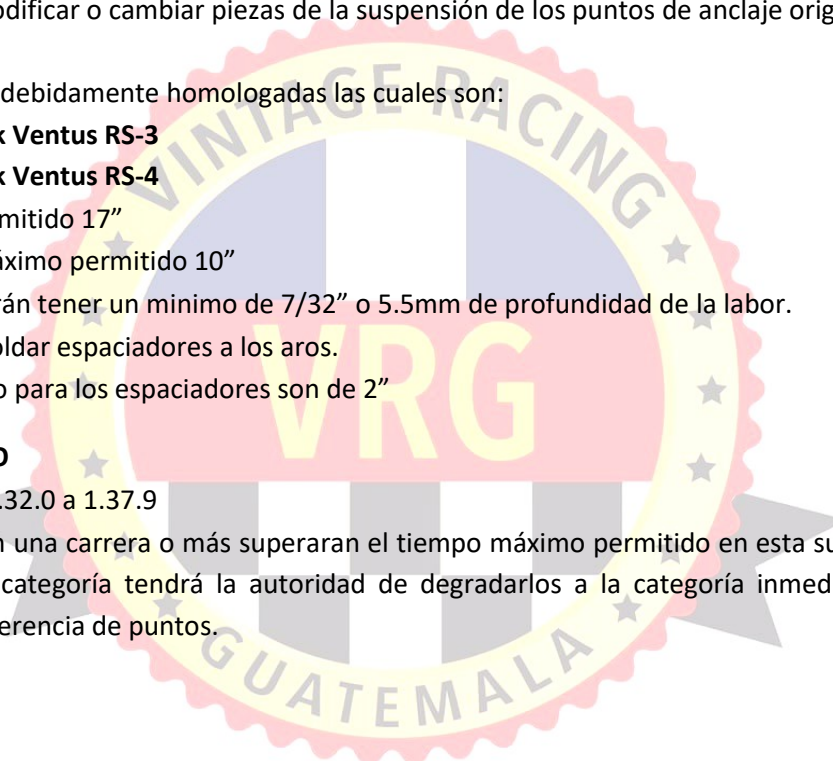 odificar o cambiar piezas de la suspensión de los puntos de anclaje orig
debidamente homologadas las cuales son:
k Ventus RS-3
k Ventus RS-4
mitido 17”
áximo permitido 10”
rán tener un minimo de 7/32” o 5.5mm de profundidad de la labor.
oldar espaciadores a los aros.
o para los espaciadores son de 2”
O
.32.0 a 1.37.9
n una carrera o más superaran el tiempo máximo permitido en esta su
categoría tendrá la autoridad de degradarlos a la categoría inmed
erencia de puntos.
VINTAGE RACING
VRG
GUATEMALA